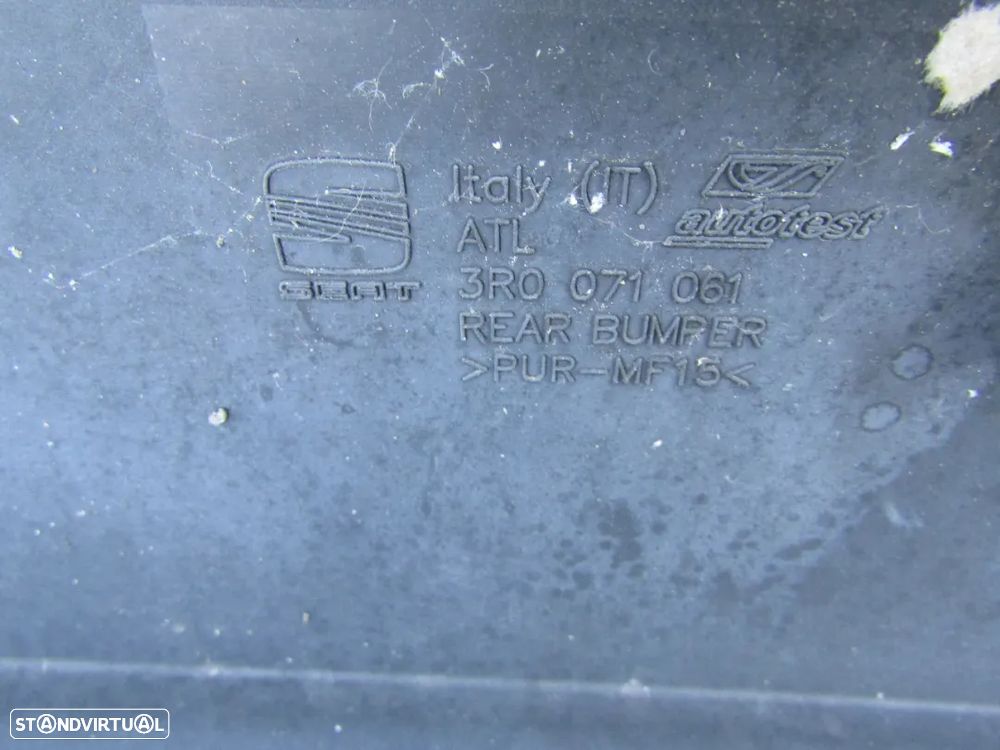 Italy (IT)
autotest
ATL
SEAT
3R0 071 061
REAR BUMPER
>PUR-MF15<
STANDVIRTUAL